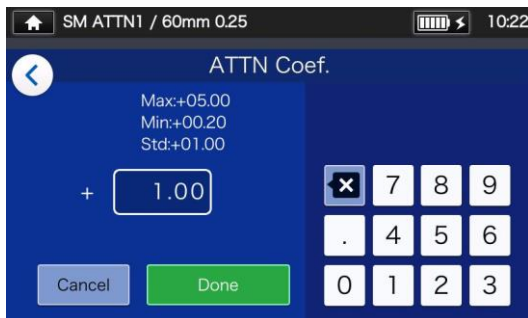 SM ATTN1 / 60mm 0.25 10:22
ATTN Coef.
Max:+05.00
Min:+00.20
Std:+01.00
+ 1.00
7 8 9
. 4 5 6
Cancel Done 0 1 2 3